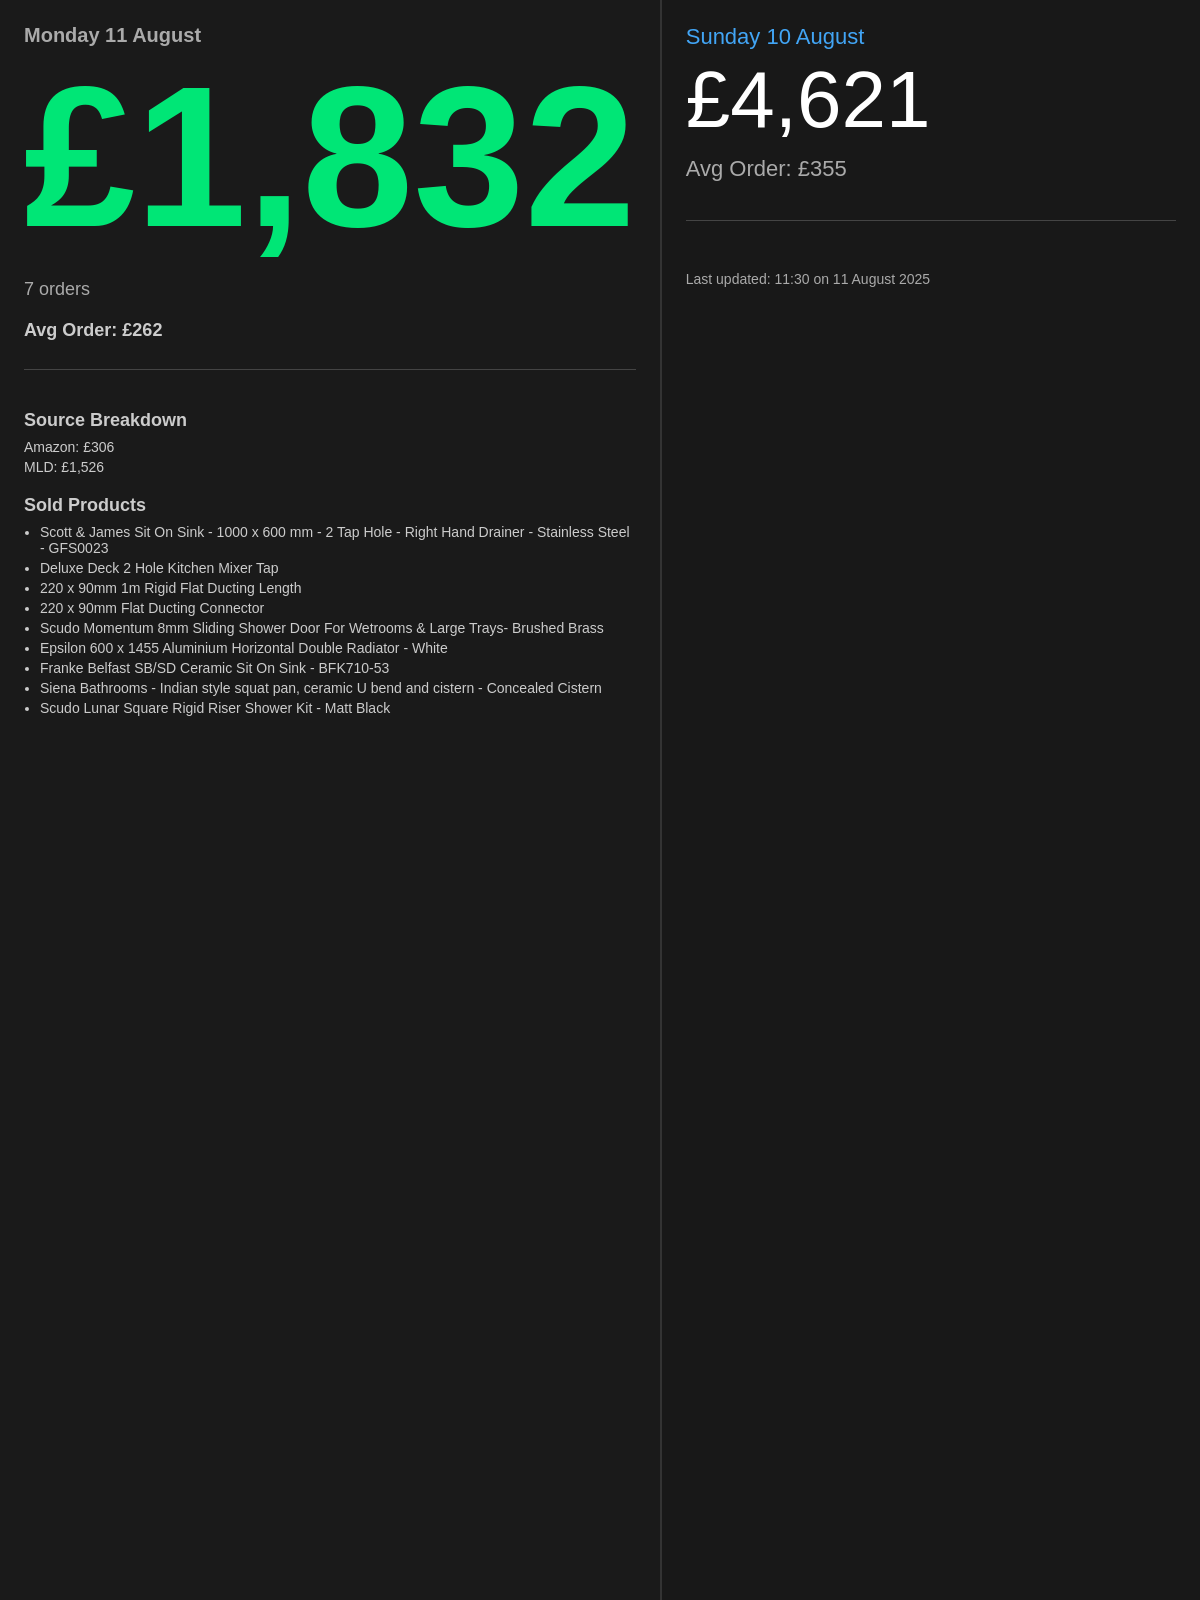 Monday 11 August
£1,832
7 orders
Avg Order: £262
Source Breakdown
Amazon: £306
MLD: £1,526
Sold Products
• Scott & James Sit On Sink - 1000 x 600 mm - 2 Tap Hole - Right Hand Drainer - Stainless Steel
- GFS0023
• Deluxe Deck 2 Hole Kitchen Mixer Tap
• 220 x 90mm 1m Rigid Flat Ducting Length
• 220 x 90mm Flat Ducting Connector
• Scudo Momentum 8mm Sliding Shower Door For Wetrooms & Large Trays- Brushed Brass
• Epsilon 600 x 1455 Aluminium Horizontal Double Radiator - White
• Franke Belfast SB/SD Ceramic Sit On Sink - BFK710-53
• Siena Bathrooms - Indian style squat pan, ceramic U bend and cistern - Concealed Cistern
• Scudo Lunar Square Rigid Riser Shower Kit - Matt Black
Sunday 10 August
£4,621
Avg Order: £355
Last updated: 11:30 on 11 August 2025